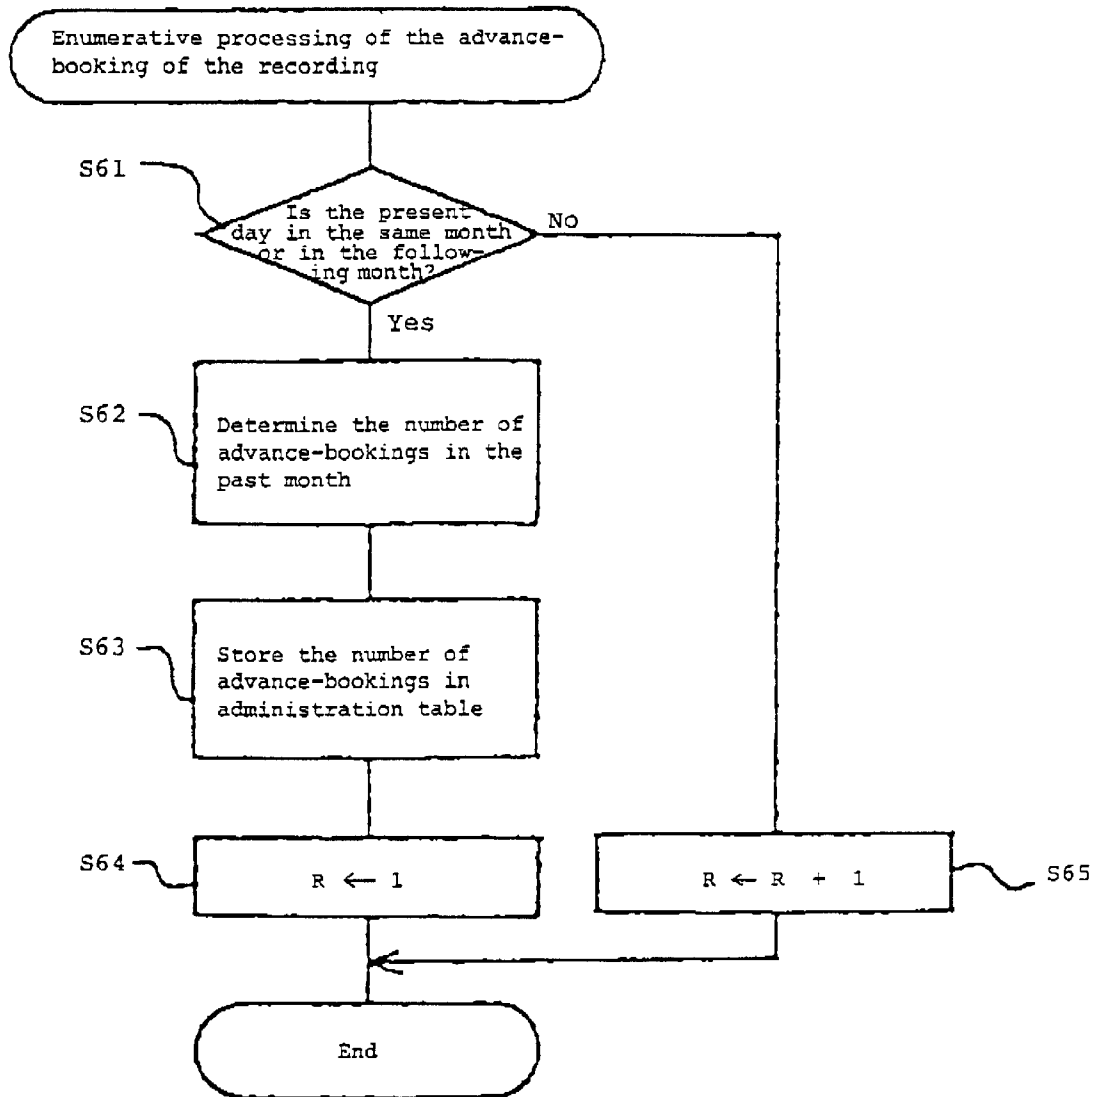 Enumerative processing of the advance-
booking of the recording
S61
Is the present
day in the same month
or in the follow-
ing month?
No
Yes
S62
Determine the number of
advance-bookings in the
past month
S63
Store the number of
advance-bookings in
administration table
S64
R ← 1
R ← R + 1
S65
End